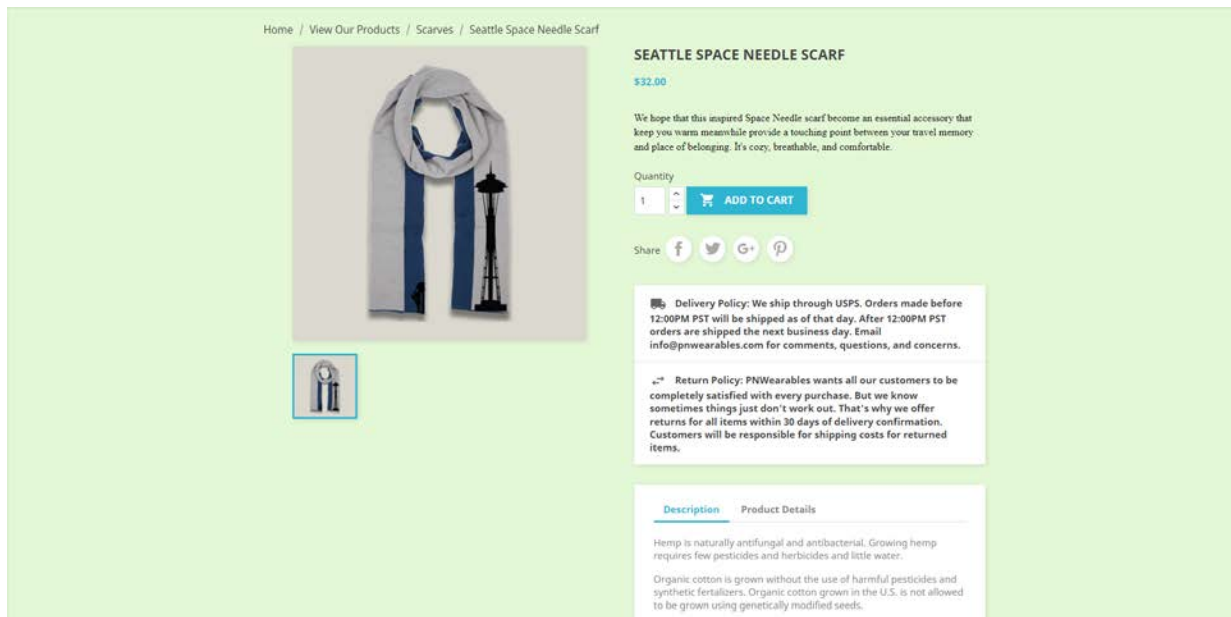 Home / View Our Products / Scarves / Seattle Space Needle Scarf
SEATTLE SPACE NEEDLE SCARF
$32.00
We hope that this inspired Space Needle scarf become an essential accessory that
keep you warm meanwhile provide a touching point between your travel memory
and place of belonging. It's cozy, breathable, and comfortable.
Quantity
1
ADD TO CART
Share
Delivery Policy: We ship through USPS. Orders made before
12:00PM PST will be shipped as of that day. After 12:00PM PST
orders are shipped the next business day. Email
info@pnwearables.com for comments, questions, and concerns.
Return Policy: PNWearables wants all our customers to be
completely satisfied with every purchase. But we know
sometimes things just don't work out. That's why we offer
returns for all items within 30 days of delivery confirmation.
Customers will be responsible for shipping costs for returned
items.
Description Product Details
Hemp is naturally antifungal and antibacterial. Growing hemp
requires few pesticides and herbicides and little water.
Organic cotton is grown without the use of harmful pesticides and
synthetic fertalizers. Organic cotton grown in the U.S. is not allowed
to be grown using genetically modified seeds.